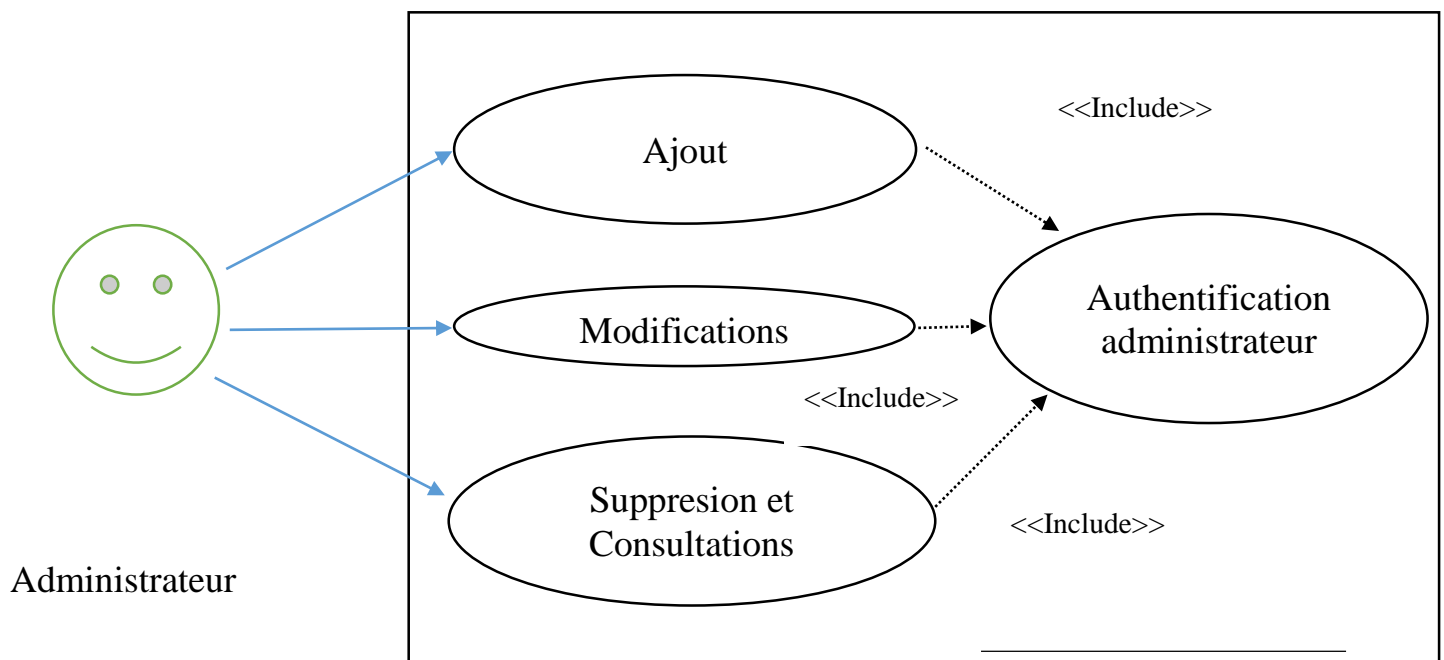 <<Include>>
Ajout
Authentification
administrateur
Modifications
<<Include>>
Suppresion et
Consultations
<<Include>>
Administrateur